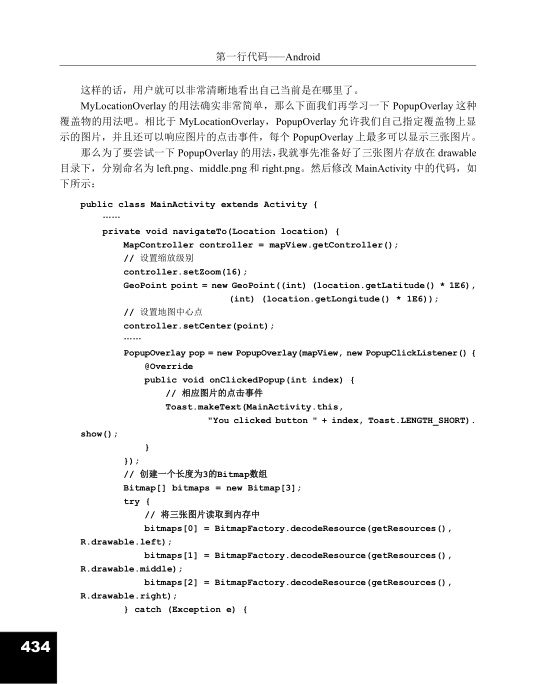 第一行代码——Android
这样的话，用户就可以非常清晰地看出自己当前是在哪里了。
MyLocationOverlay 的用法确实非常简单，那么下面我们再学习一下 PopupOverlay 这种
覆盖物的用法吧。相比于 MyLocationOverlay，PopupOverlay 允许我们自己指定覆盖物上显
示的图片，并且还可以响应图片的点击事件，每个 PopupOverlay 上最多可以显示三张图片。
那么为了要尝试一下 PopupOverlay 的用法，我就事先准备好了三张图片存放在 drawable
目录下，分别命名为 left.png、middle.png 和 right.png。然后修改 MainActivity 中的代码，如
下所示：
public class MainActivity extends Activity {
……
private void navigateTo(Location location) {
MapController controller = mapView.getController();
// 设置缩放级别
controller.setZoom(16);
GeoPoint point = new GeoPoint((int) (location.getLatitude() * 1E6),
(int) (location.getLongitude() * 1E6));
// 设置地图中心点
controller.setCenter(point);
……
PopupOverlay pop = new PopupOverlay(mapView, new PopupClickListener() {
@Override
public void onClickedPopup(int index) {
// 相应图片的点击事件
Toast.makeText(MainActivity.this,
"You clicked button " + index, Toast.LENGTH_SHORT).
show();
}
});
// 创建一个长度为3的Bitmap数组
Bitmap[] bitmaps = new Bitmap[3];
try {
// 将三张图片读取到内存中
bitmaps[0] = BitmapFactory.decodeResource(getResources(),
R.drawable.left);
bitmaps[1] = BitmapFactory.decodeResource(getResources(),
R.drawable.middle);
bitmaps[2] = BitmapFactory.decodeResource(getResources(),
R.drawable.right);
} catch (Exception e) {
434